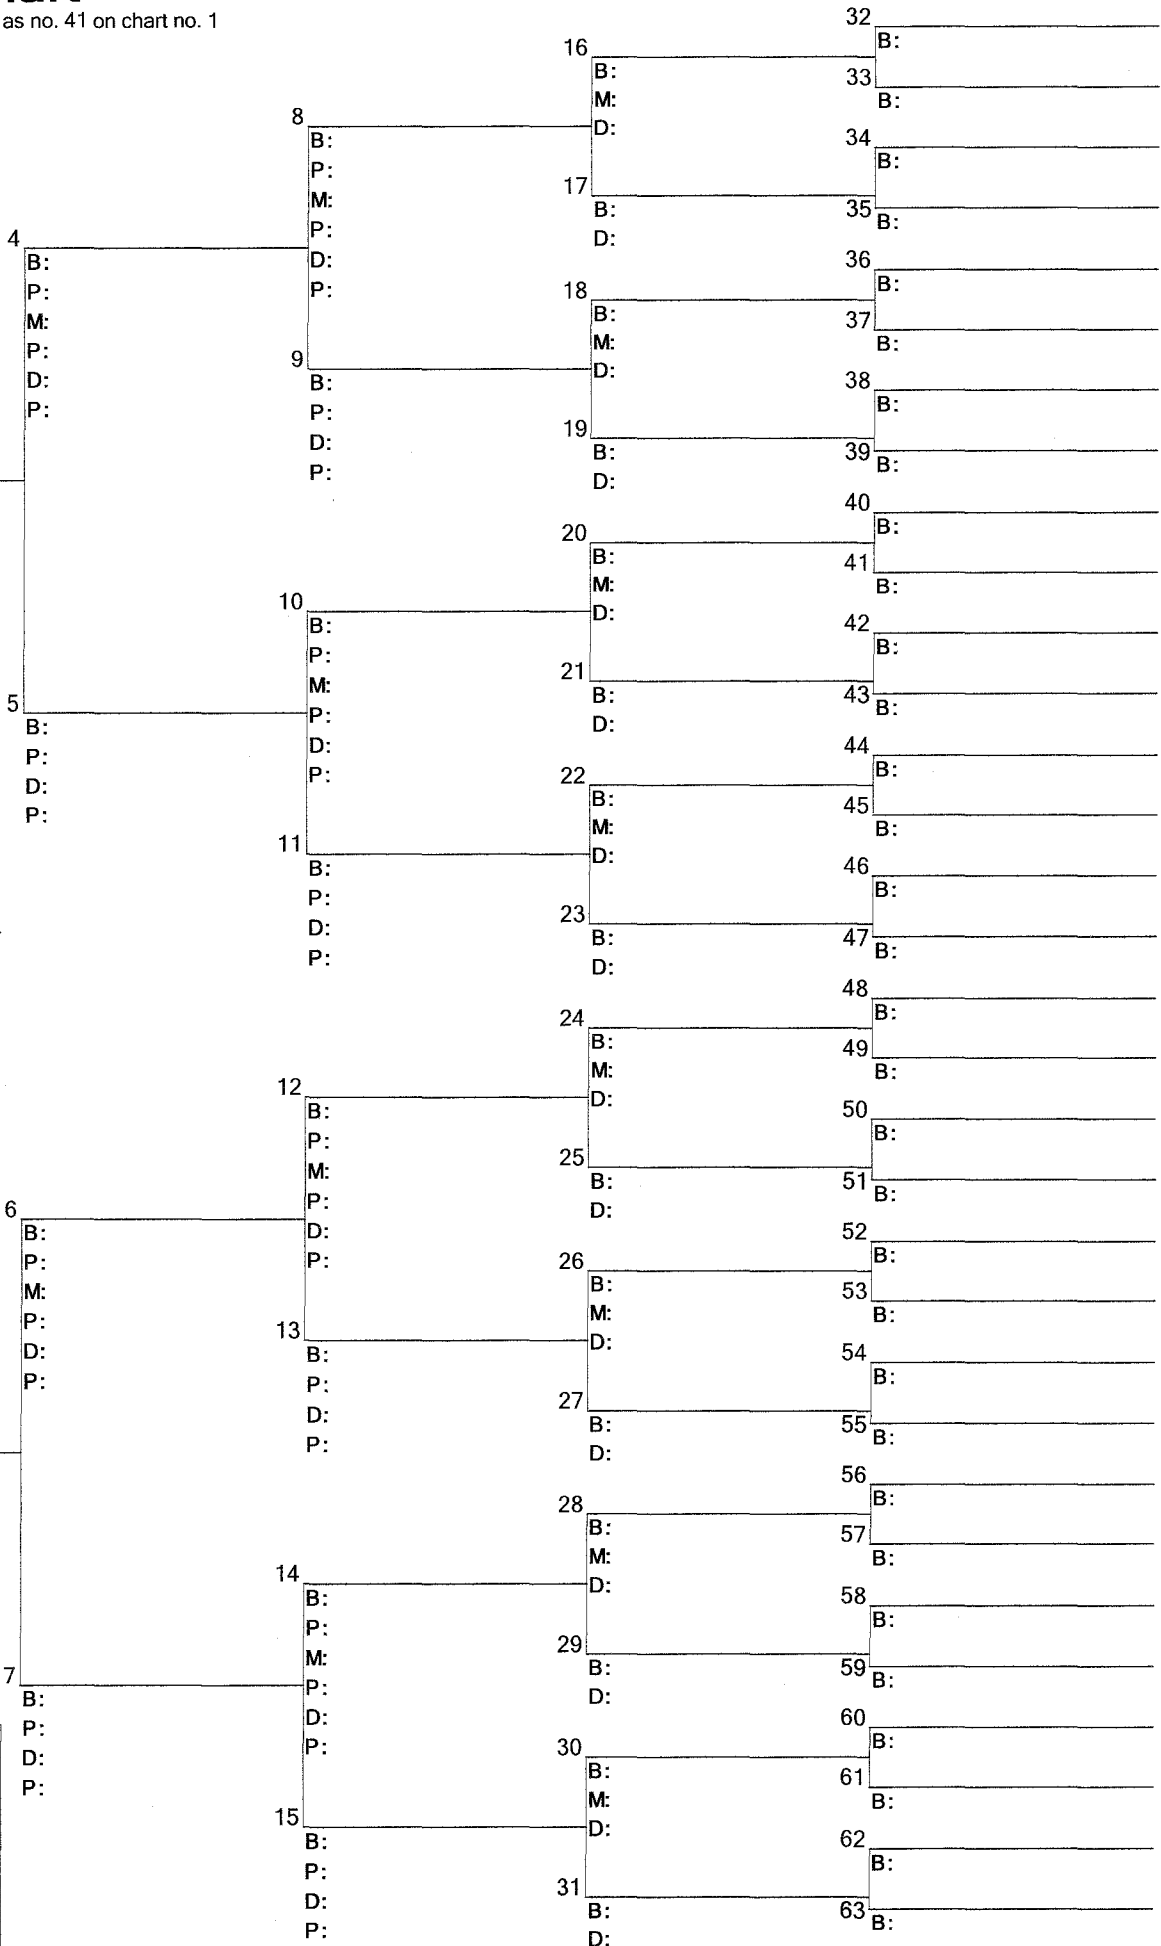 as no. 41 on chart no. 1
4
B:
P:
M:
P:
D:
P:
5
B:
P:
D:
P:
6
B:
P:
M:
P:
D:
P:
7
B:
P:
D:
P:
8
B:
P:
M:
P:
D:
P:
9
B:
P:
D:
P:
10
B:
P:
M:
P:
D:
P:
11
B:
P:
D:
P:
12
B:
P:
M:
P:
D:
P:
13
B:
P:
D:
P:
14
B:
P:
M:
P:
D:
P:
15
B:
P:
D:
P:
16
B:
M:
D:
17
B:
D:
18
B:
M:
D:
19
B:
D:
20
B:
M:
D:
21
B:
D:
22
B:
M:
D:
23
B:
D:
24
B:
M:
D:
25
B:
D:
26
B:
M:
D:
27
B:
D:
28
B:
M:
D:
29
B:
D:
30
B:
M:
D:
31
B:
D:
32
B:
33
B:
34
B:
35
B:
36
B:
37
B:
38
B:
39
B:
40
B:
41
B:
42
B:
43
B:
44
B:
45
B:
46
B:
47
B:
48
B:
49
B:
50
B:
51
B:
52
B:
53
B:
54
B:
55
B:
56
B:
57
B:
58
B:
59
B:
60
B:
61
B:
62
B:
63
B: